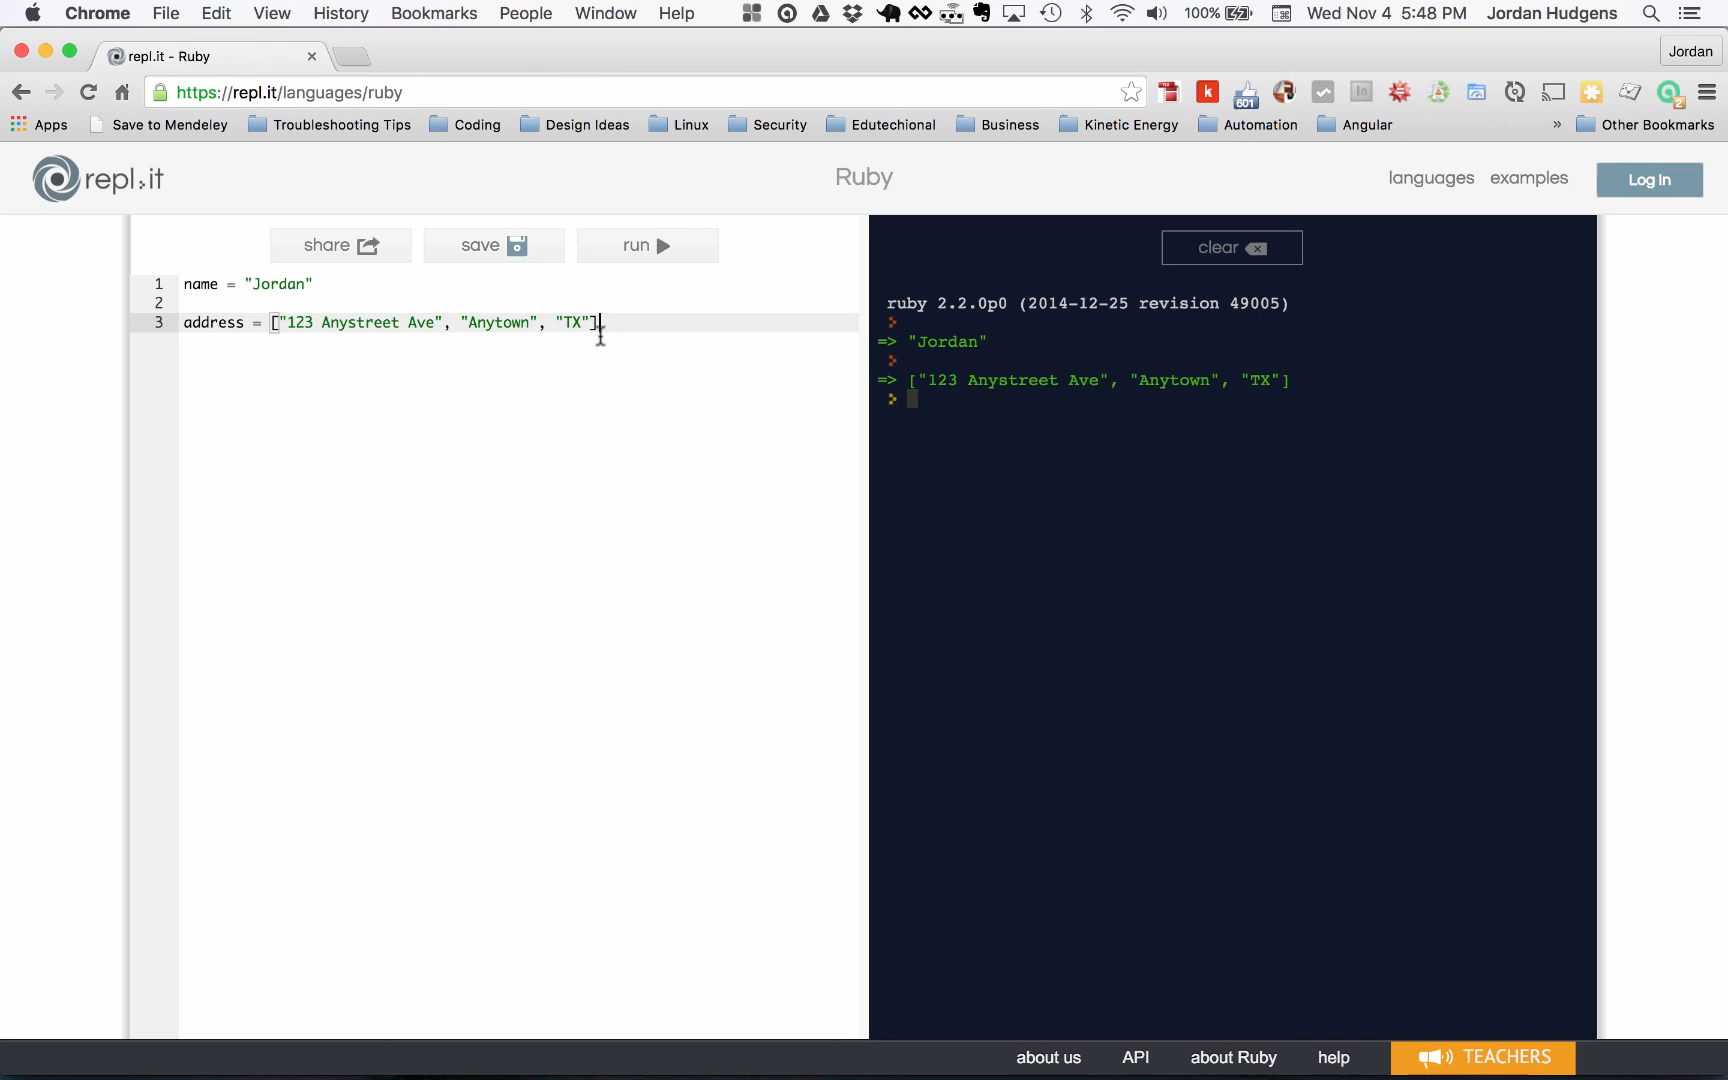 Chrome File Edit View History Bookmarks People Window Help 100% Wed Nov 4 5:48 PM Jordan Hudgens
repl.it - Ruby Jordan
https://repl.it/languages/ruby k 601 In 2
Apps Save to Mendeley Troubleshooting Tips Coding Design Ideas Linux Security Edutechional Business Kinetic Energy Automation Angular » Other Bookmarks
repl.it Ruby languages examples Log In
share save run
1 name = "Jordan"
2
3 address = ["123 Anystreet Ave", "Anytown", "TX"]
clear
ruby 2.2.0p0 (2014-12-25 revision 49005)
>
=> "Jordan"
>
=> ["123 Anystreet Ave", "Anytown", "TX"]
>
about us API about Ruby help TEACHERS